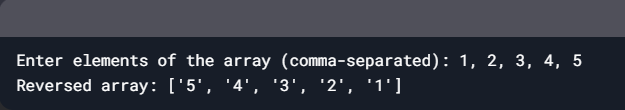 Enter elements of the array (comma-separated): 1, 2, 3, 4, 5
Reversed array: ['5', '4', '3', '2', '1']